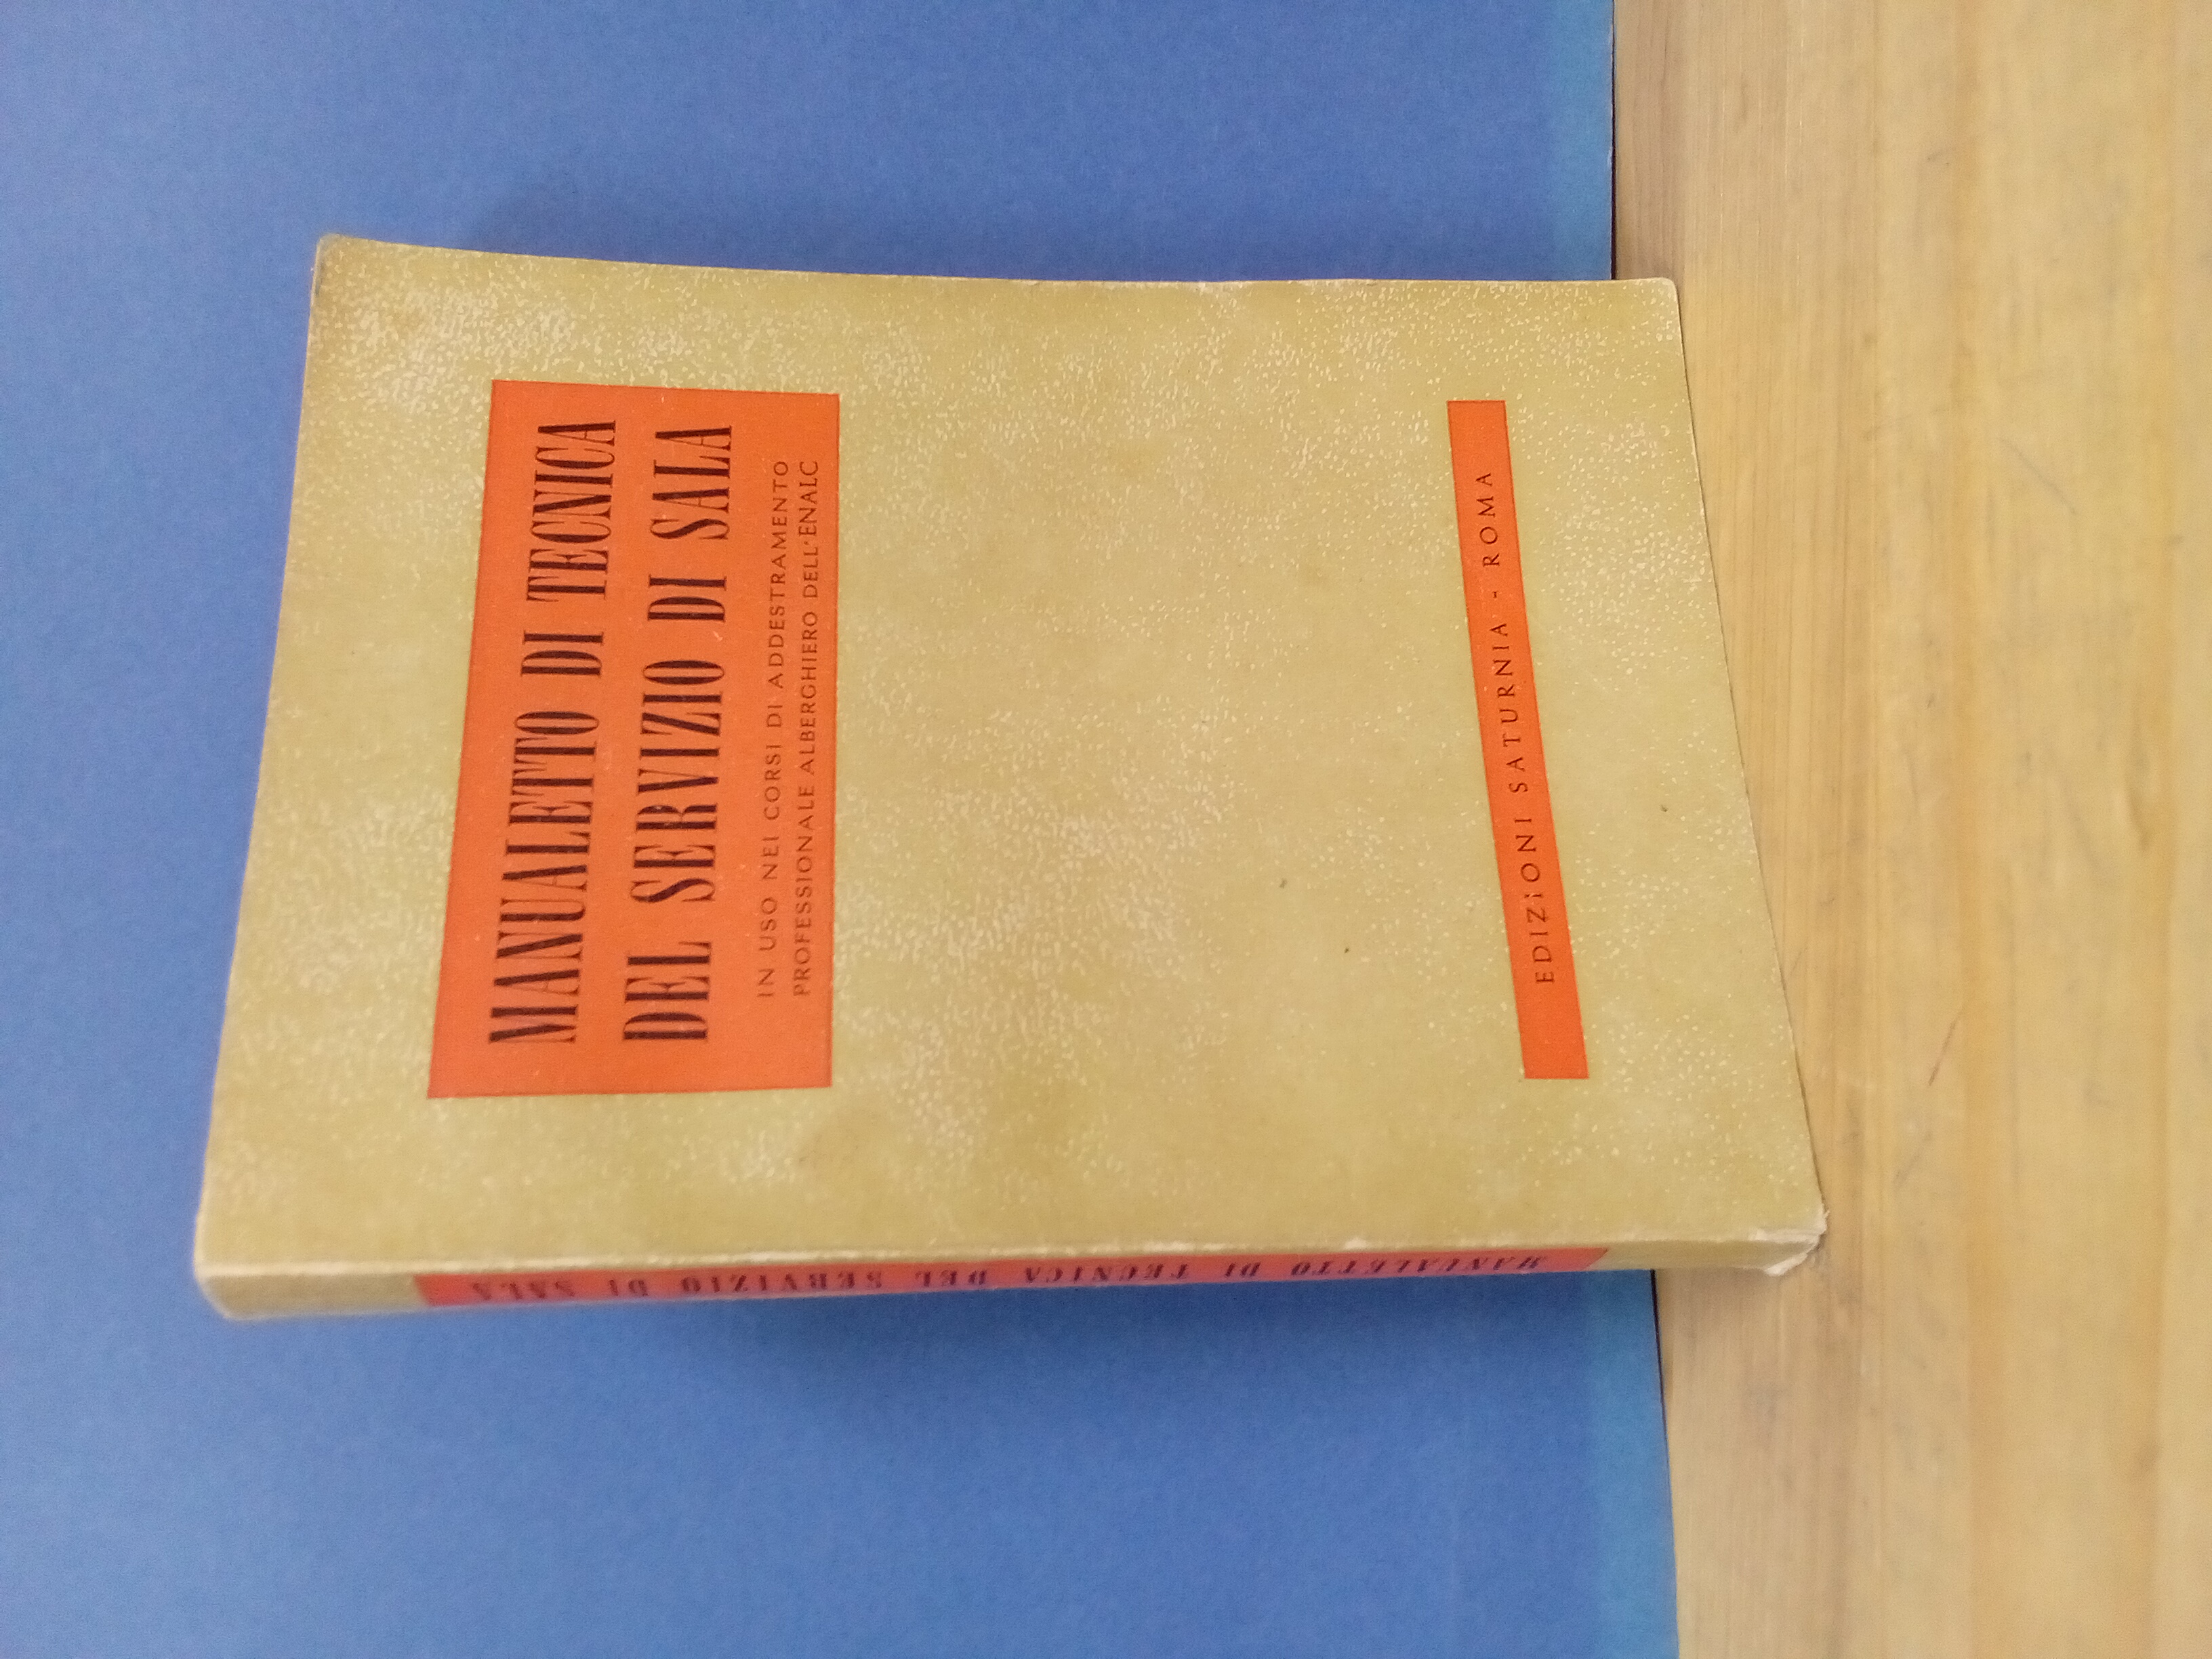 MANUALETTO DI TECNICA
DEL SERVIZIO DI SALA
IN USO NEI CORSI DI ADDESTRAMENTO
PROFESSIONALE ALBERGHIERO DELL'ENALC
EDIZIONI SATURNIA - ROMA
MANUALETTO DI TECNICA DEL SERVIZIO DI SALA